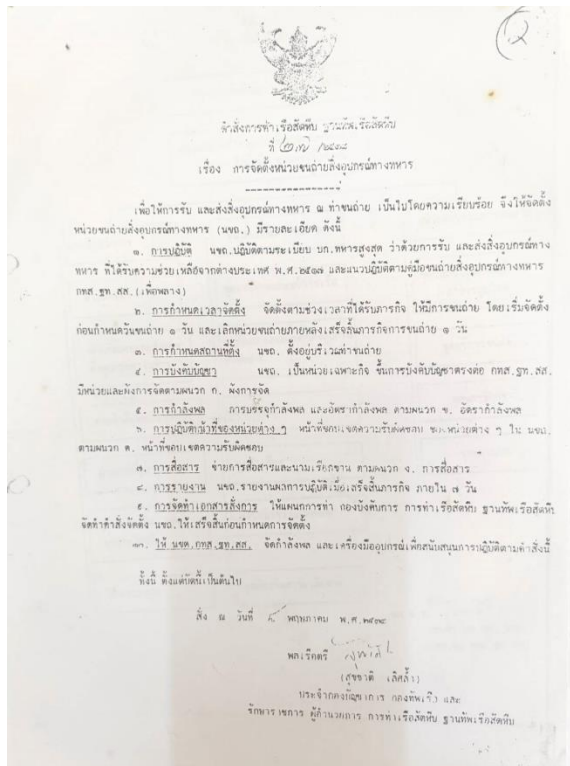 ๒
คำสั่งการท่าเรือสัตหีบ ฐานทัพเรือสัตหีบ
ที่ ๒๗ /๒๕๓๘
เรื่อง การจัดตั้งหน่วยขนถ่ายสิ่งอุปกรณ์ทางทหาร
เพื่อให้การรับ และส่งสิ่งอุปกรณ์ทางทหาร ณ ท่าขนถ่าย เป็นไปโดยความเรียบร้อย จึงให้จัดตั้ง
หน่วยขนถ่ายสิ่งอุปกรณ์ทางทหาร (นขถ.) มีรายละเอียด ดังนี้
๑. การปฏิบัติ นขถ.ปฏิบัติตามระเบียบ บก.ทหารสูงสุด ว่าด้วยการรับ และส่งสิ่งอุปกรณ์ทาง
ทหาร ที่ได้รับความช่วยเหลือจากต่างประเทศ พ.ศ.๒๕๑๗ และแนวปฏิบัติตามคู่มือขนถ่ายสิ่งอุปกรณ์ทางทหาร
กทส.ฐท.สส.(เพื่อพลาง)
๒. การกำหนดเวลาจัดตั้ง จัดตั้งตามช่วงเวลาที่ได้รับภารกิจ ให้มีการขนถ่าย โดยเริ่มจัดตั้ง
ก่อนกำหนดวันขนถ่าย ๑ วัน และเลิกหน่วยขนถ่ายภายหลังเสร็จสิ้นภารกิจการขนถ่าย ๑ วัน
๓. การกำหนดสถานที่ตั้ง นขถ. ตั้งอยู่บริเวณท่าขนถ่าย
๔. การบังคับบัญชา นขถ. เป็นหน่วยเฉพาะกิจ ขึ้นการบังคับบัญชาตรงต่อ กทส.ฐท.สส.
มีหน่วยและผังการจัดตามผนวก ก. ผังการจัด
๕. การกำลังพล การบรรจุกำลังพล และอัตรากำลังพล ตามผนวก ข. อัตรากำลังพล
๖. การปฏิบัติหน้าที่ของหน่วยต่าง ๆ หน้าที่ขอบเขตความรับผิดชอบ ของหน่วยต่าง ๆ ใน นขถ.
ตามผนวก ค. หน้าที่ขอบเขตความรับผิดชอบ
๗. การสื่อสาร ข่ายการสื่อสารและนามเรียกขาน ตามผนวก ง. การสื่อสาร
๘. การรายงาน นขถ.รายงานผลการปฏิบัติเมื่อเสร็จสิ้นภารกิจ ภายใน ๗ วัน
๙. การจัดทำเอกสารสั่งการ ให้แผนกการท่า กองบังคับการ การท่าเรือสัตหีบ ฐานทัพเรือสัตหีบ
จัดทำคำสั่งจัดตั้ง นขถ.ให้เสร็จสิ้นก่อนกำหนดการจัดตั้ง
๑๐. ให้ นขต.กทส.ฐท.สส. จัดกำลังพล และเครื่องมืออุปกรณ์เพื่อสนับสนุนการปฏิบัติตามคำสั่งนี้
ทั้งนี้ ตั้งแต่บัดนี้เป็นต้นไป
สั่ง ณ วันที่ ๘ พฤษภาคม พ.ศ.๒๕๓๘
พลเรือตรี
(สุชชาติ เลิศล้ำ)
ประจำกองบัญชาการ กองทัพเรือ และ
รักษาราชการ ผู้อำนวยการ การท่าเรือสัตหีบ ฐานทัพเรือสัตหีบ